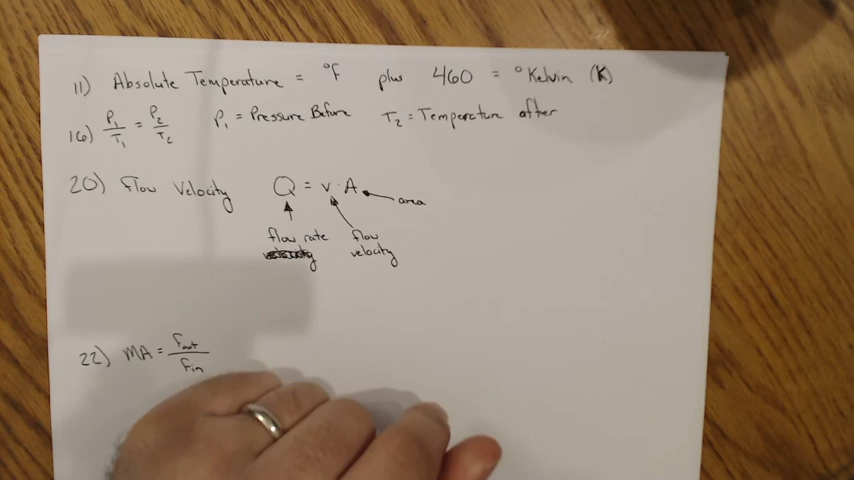 11) Absolute Temperature = °F plus 460 = °Kelvin (K)
16) P1/T1 = P2/T2 P1 = Pressure Before T2 = Temperature after
20) Flow Velocity Q = v · A area
flow rate flow
velocity
22) MA = Fout/Fin